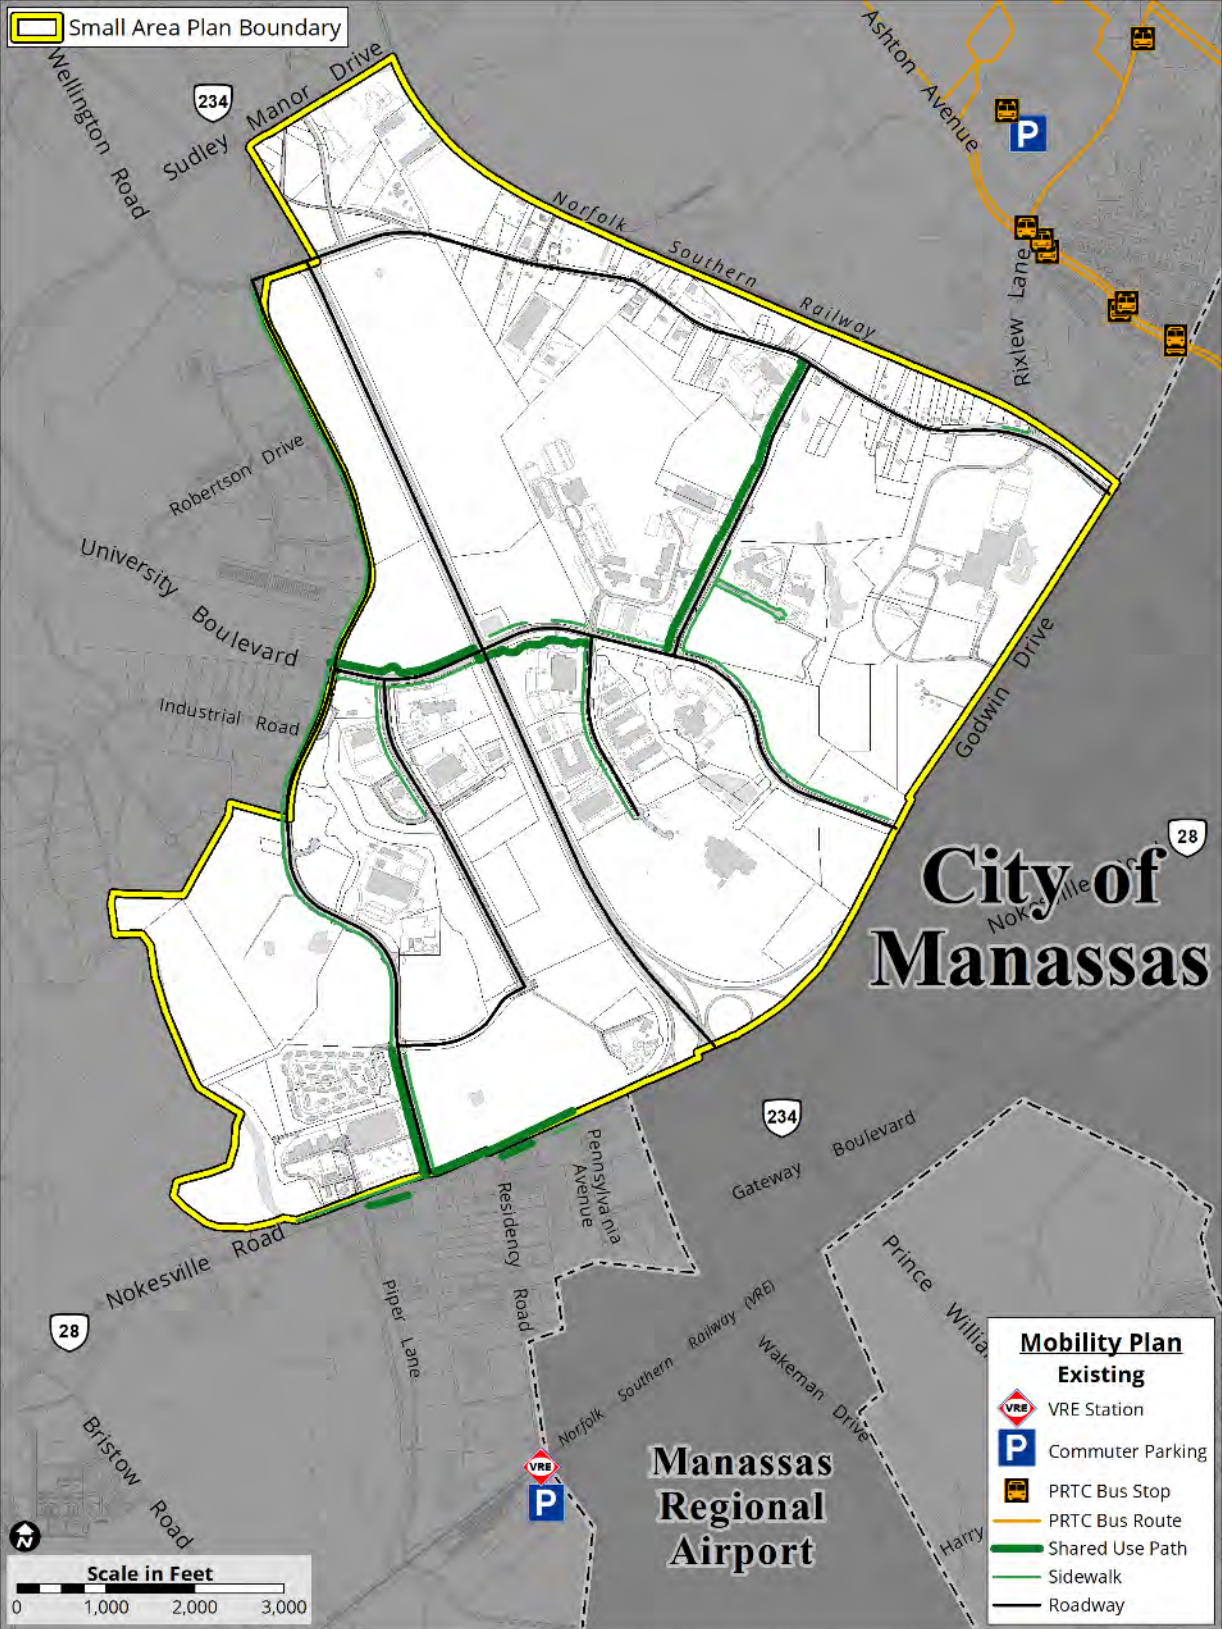 Small Area Plan Boundary
Wellington Road
234
Sudley Manor Drive
Ashton Avenue
P
Norfolk Southern Railway
Rixlew Lane
Robertson Drive
University Boulevard
Industrial Road
Godwin Drive
28
City of
Manassas
Nokesville
234
Gateway Boulevard
Pennsylvania
Avenue
Residency Road
Nokesville Road
28
Piper Lane
Norfolk Southern Railway (VRE)
Wakeman Drive
Prince
Bristow Road
VRE
P
Manassas
Regional
Airport
Harry
N
Scale in Feet
0 1,000 2,000 3,000
Mobility Plan
Existing
VRE VRE Station
P Commuter Parking
PRTC Bus Stop
PRTC Bus Route
Shared Use Path
Sidewalk
Roadway